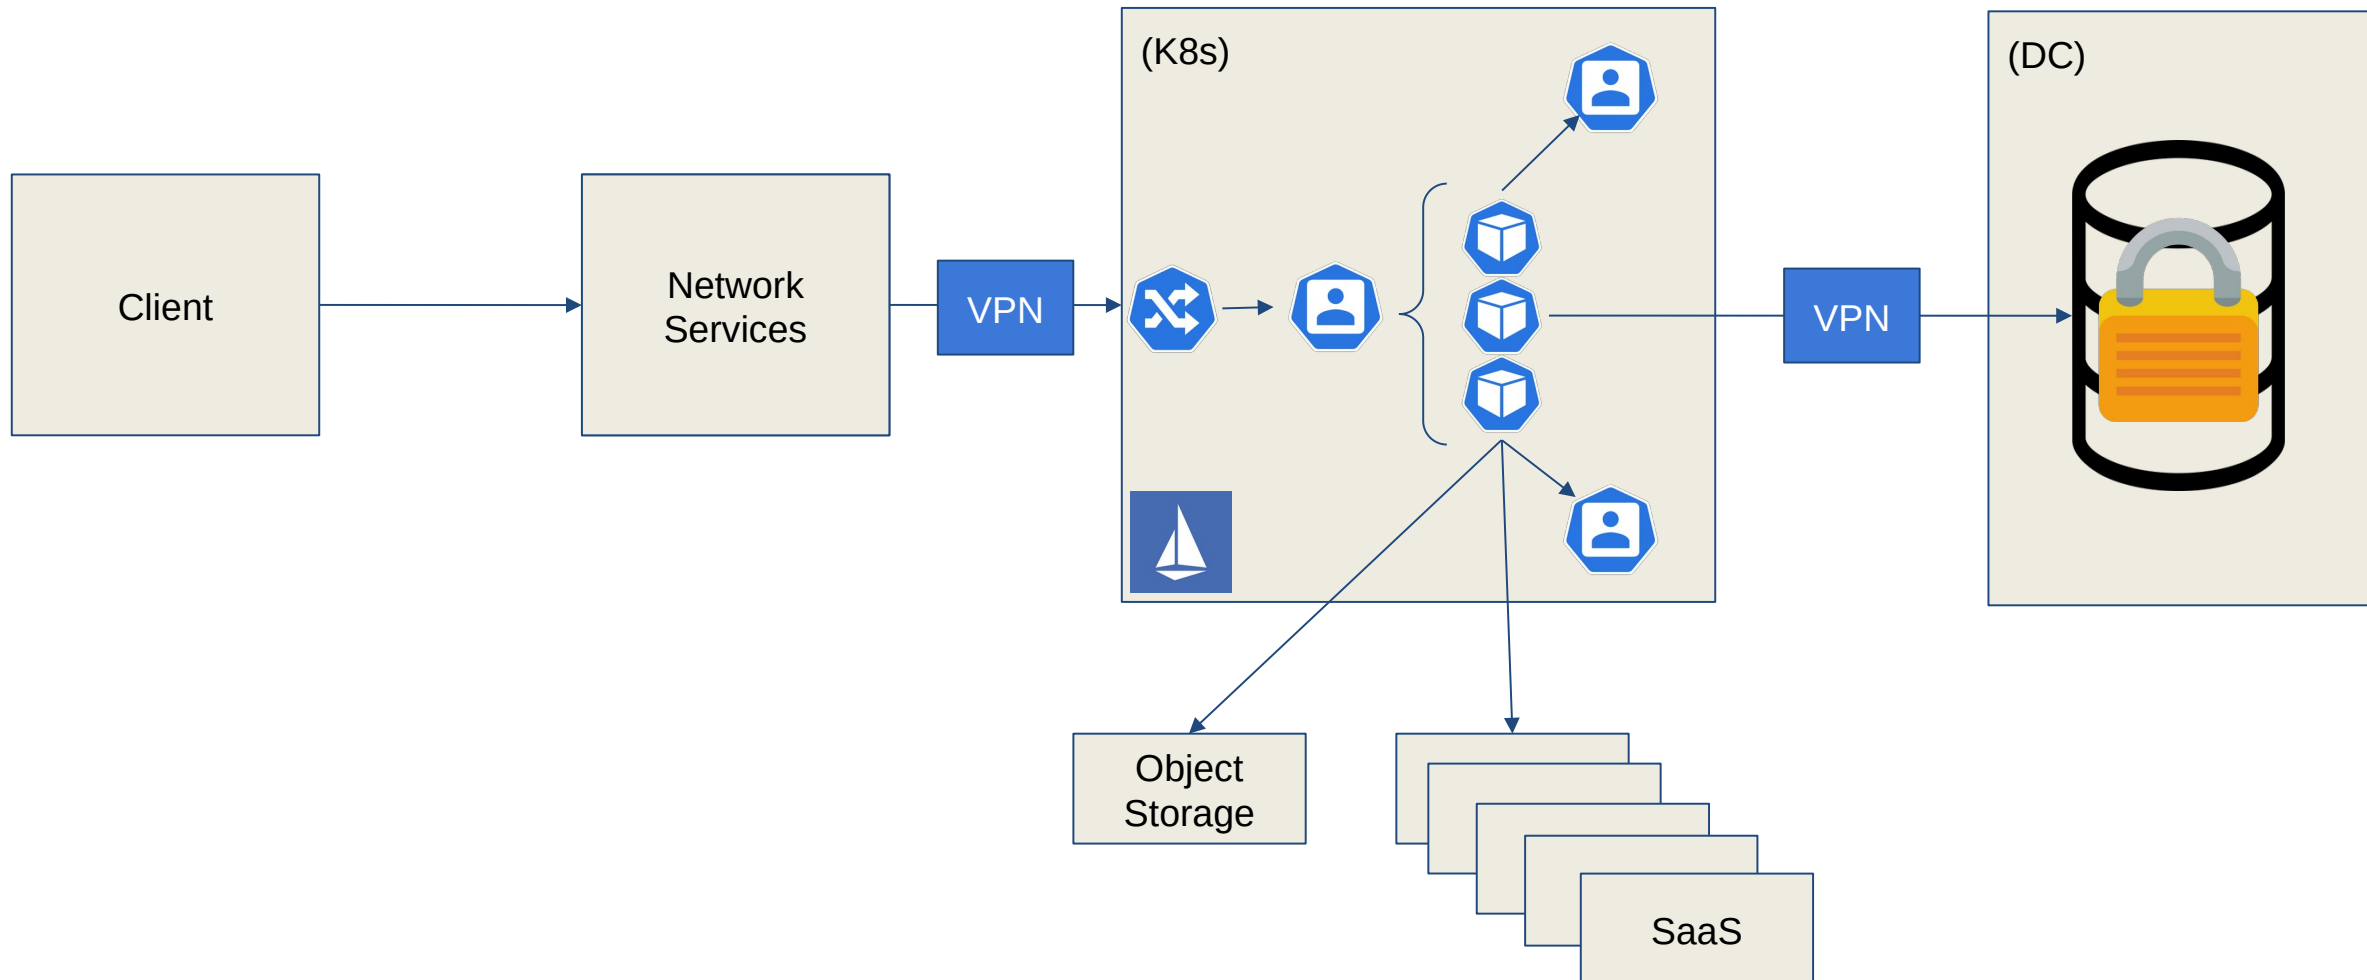 (K8s)
(DC)
Client
Network
Services
VPN
VPN
Object
Storage
SaaS